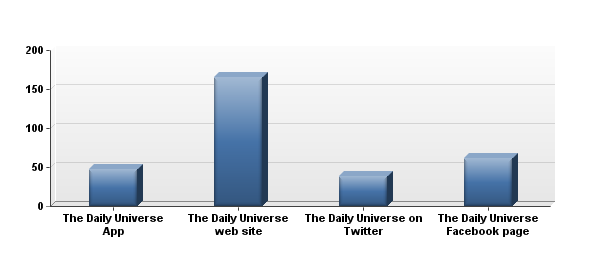 200
150
100
50
0
The Daily Universe
App
The Daily Universe
web site
The Daily Universe on
Twitter
The Daily Universe
Facebook page